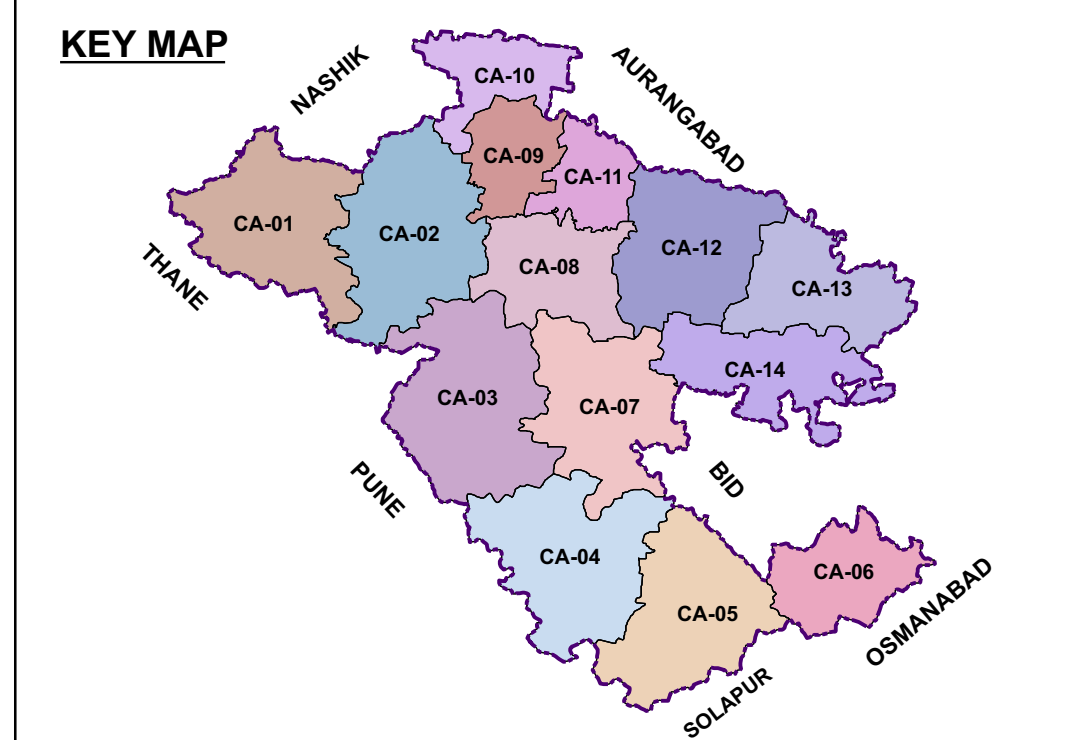 KEY MAP
NASHIK
AURANGABAD
CA-10
CA-09
CA-11
CA-01
CA-02
CA-12
CA-08
CA-13
THANE
CA-14
CA-03
CA-07
PUNE
BID
CA-04
CA-06
CA-05
OSMANABAD
SOLAPUR